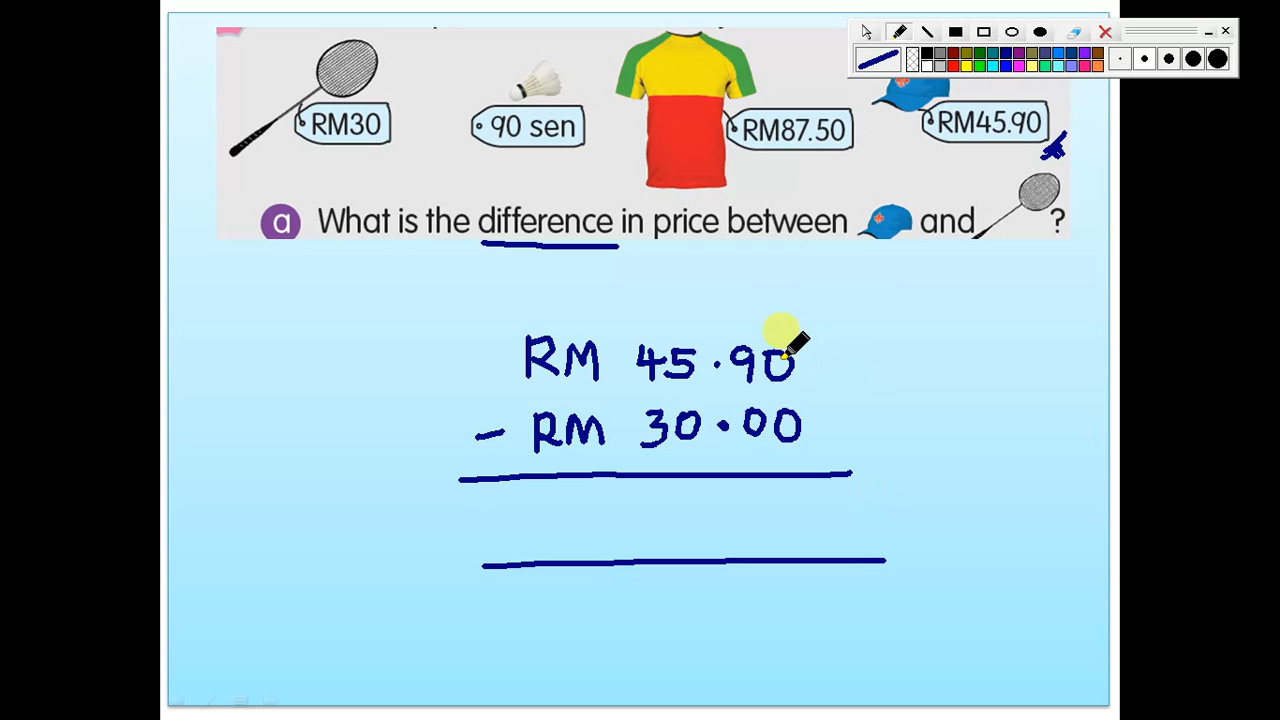 RM30
90 sen
RM87.50
RM45.90
a What is the difference in price between and ?
RM 45.90
- RM 30.00